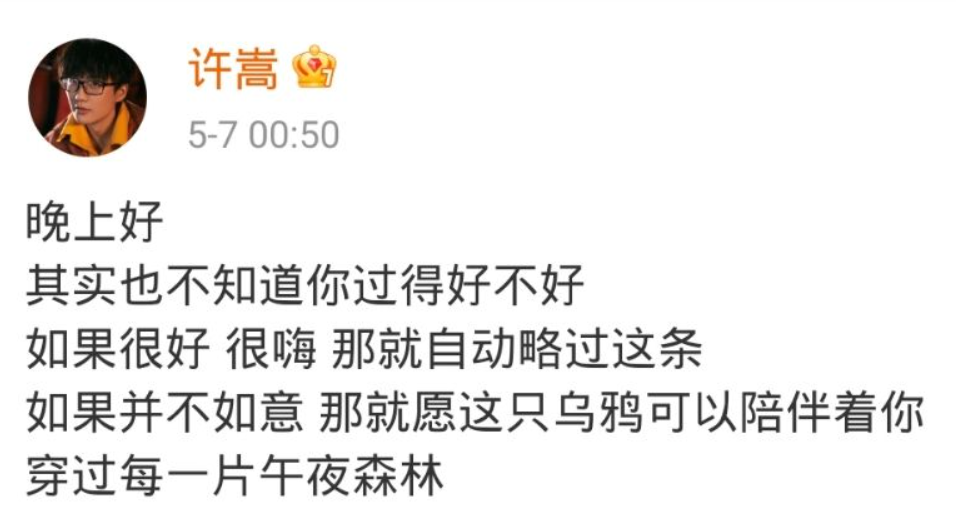 许嵩
5-7 00:50
晚上好
其实也不知道你过得好不好
如果很好 很嗨 那就自动略过这条
如果并不如意 那就愿这只乌鸦可以陪伴着你
穿过每一片午夜森林